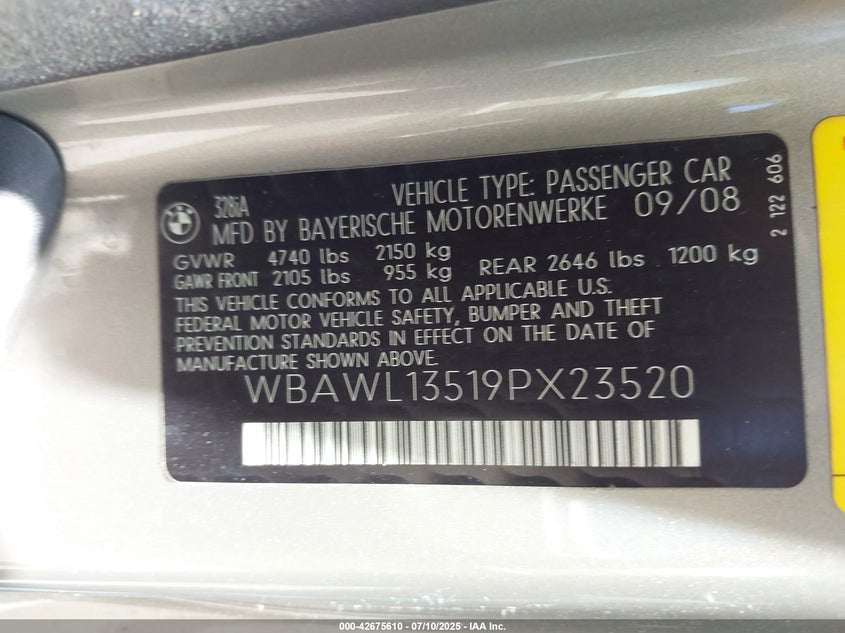 BMW
328iA
VEHICLE TYPE: PASSENGER CAR
MFD BY BAYERISCHE MOTORENWERKE 09/08
GVWR 4740 lbs 2150 kg
GAWR FRONT 2105 lbs 955 kg REAR 2646 lbs 1200 kg
THIS VEHICLE CONFORMS TO ALL APPLICABLE U.S.
FEDERAL MOTOR VEHICLE SAFETY, BUMPER AND THEFT
PREVENTION STANDARDS IN EFFECT ON THE DATE OF
MANUFACTURE SHOWN ABOVE.
WBAWL13519PX23520
2 122 606
000-42675610 - 07/10/2025 - IAA Inc.